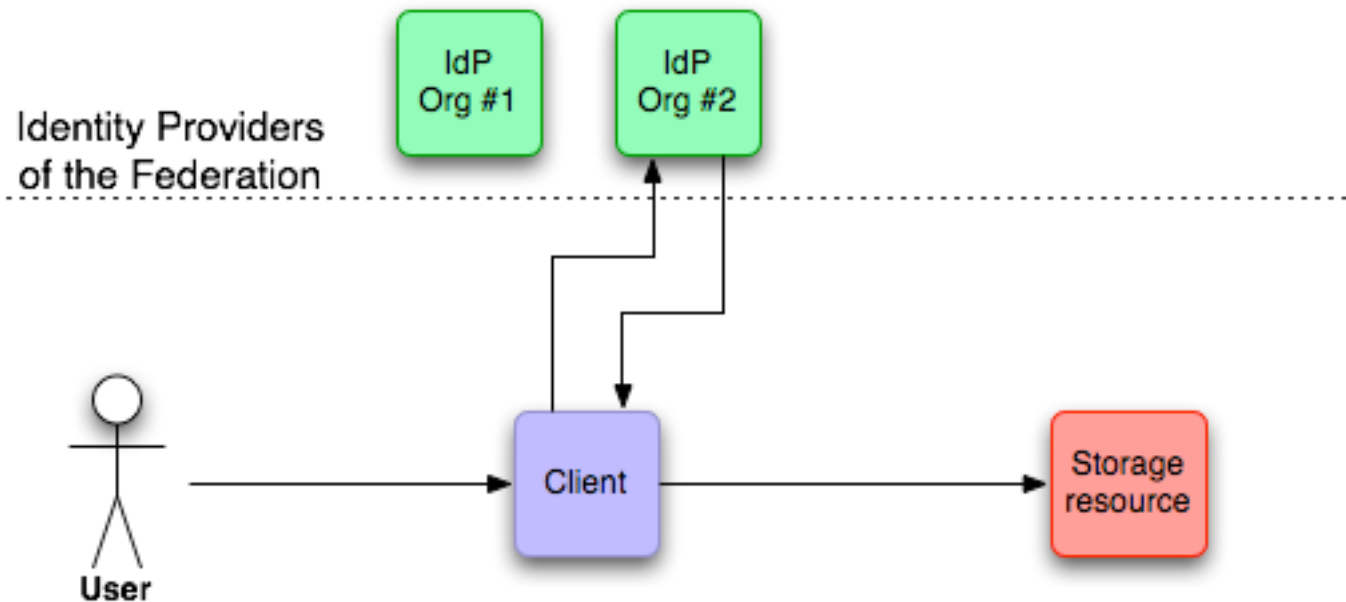 IdP
Org #1
IdP
Org #2
Identity Providers
of the Federation
Client
Storage
resource
User